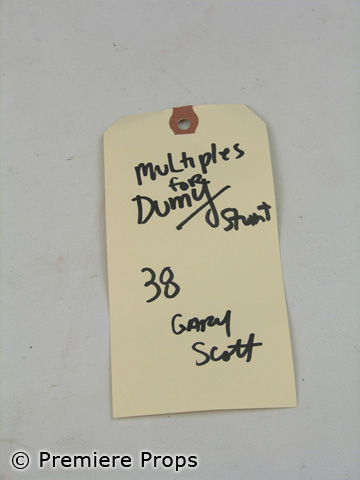 Multiples
for
Dumy/
Stunt
38
Gary
Scott
© Premiere Props